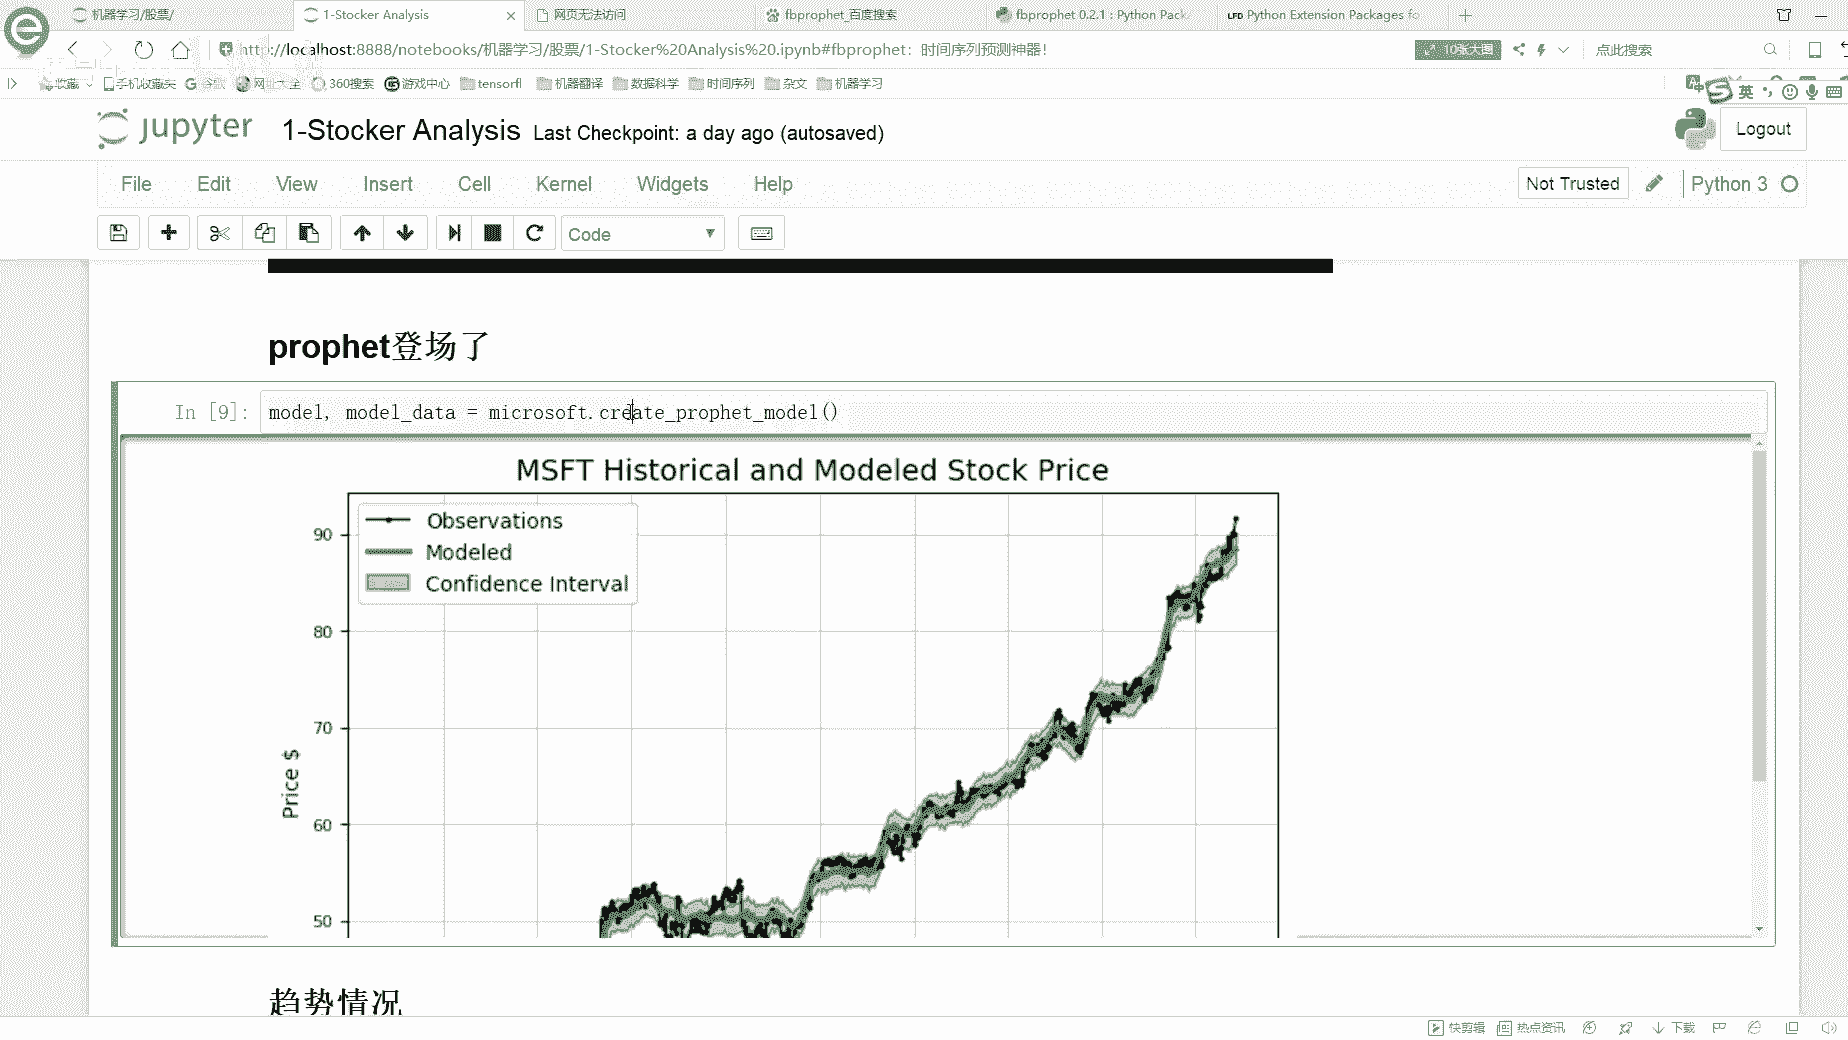 机器学习/股票/
1-Stocker Analysis
网页无法访问
fbprophet_百度搜索
fbprophet 0.2.1 : Python Pack
LFD Python Extension Packages fo
http://localhost:8888/notebooks/机器学习/股票/1-Stocker%20Analysis%20.ipynb#fbprophet：时间序列预测神器!
10张大图
点此搜索
收藏
手机收藏夹
谷歌
网址大全
360搜索
游戏中心
tensorfl
机器翻译
数据科学
时间序列
杂文
机器学习
英
jupyter
1-Stocker Analysis Last Checkpoint: a day ago (autosaved)
Logout
File Edit View Insert Cell Kernel Widgets Help
Not Trusted
Python 3
Code
prophet登场了
In [9]: model, model_data = microsoft.create_prophet_model()
MSFT Historical and Modeled Stock Price
Observations
Modeled
Confidence Interval
90
80
70
60
50
Price $
趋势情况
快剪辑
热点资讯
下载